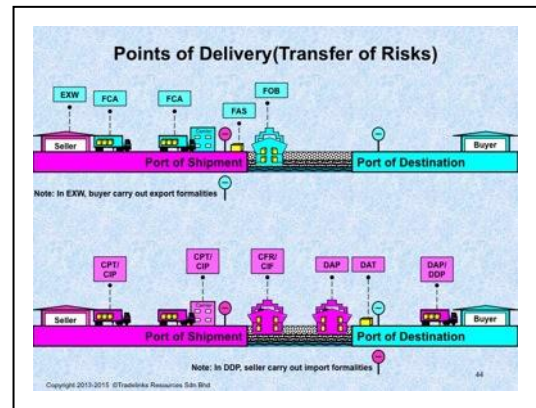 Points of Delivery(Transfer of Risks)
EXW
FCA
FCA
FAS
FOB
Seller
Carrier
Buyer
Port of Shipment
Port of Destination
Note: In EXW, buyer carry out export formalities
CPT/
CIP
CPT/
CIP
CFR/
CIF
DAP
DAT
DAP/
DDP
Seller
Carrier
Buyer
Port of Shipment
Port of Destination
Note: In DDP, seller carry out import formalities
44
Copyright 2013-2015 ©Tradelinks Resources Sdn Bhd